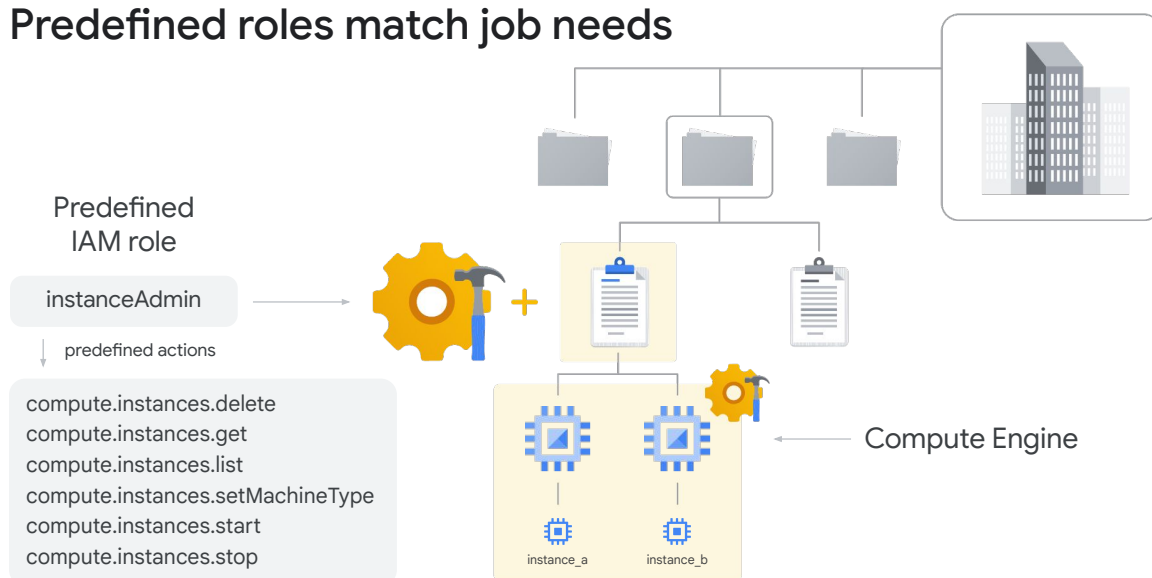 Predefined roles match job needs
Predefined
IAM role
instanceAdmin
predefined actions
compute.instances.delete
compute.instances.get
compute.instances.list
compute.instances.setMachineType
compute.instances.start
compute.instances.stop
Compute Engine
instance_a
instance_b